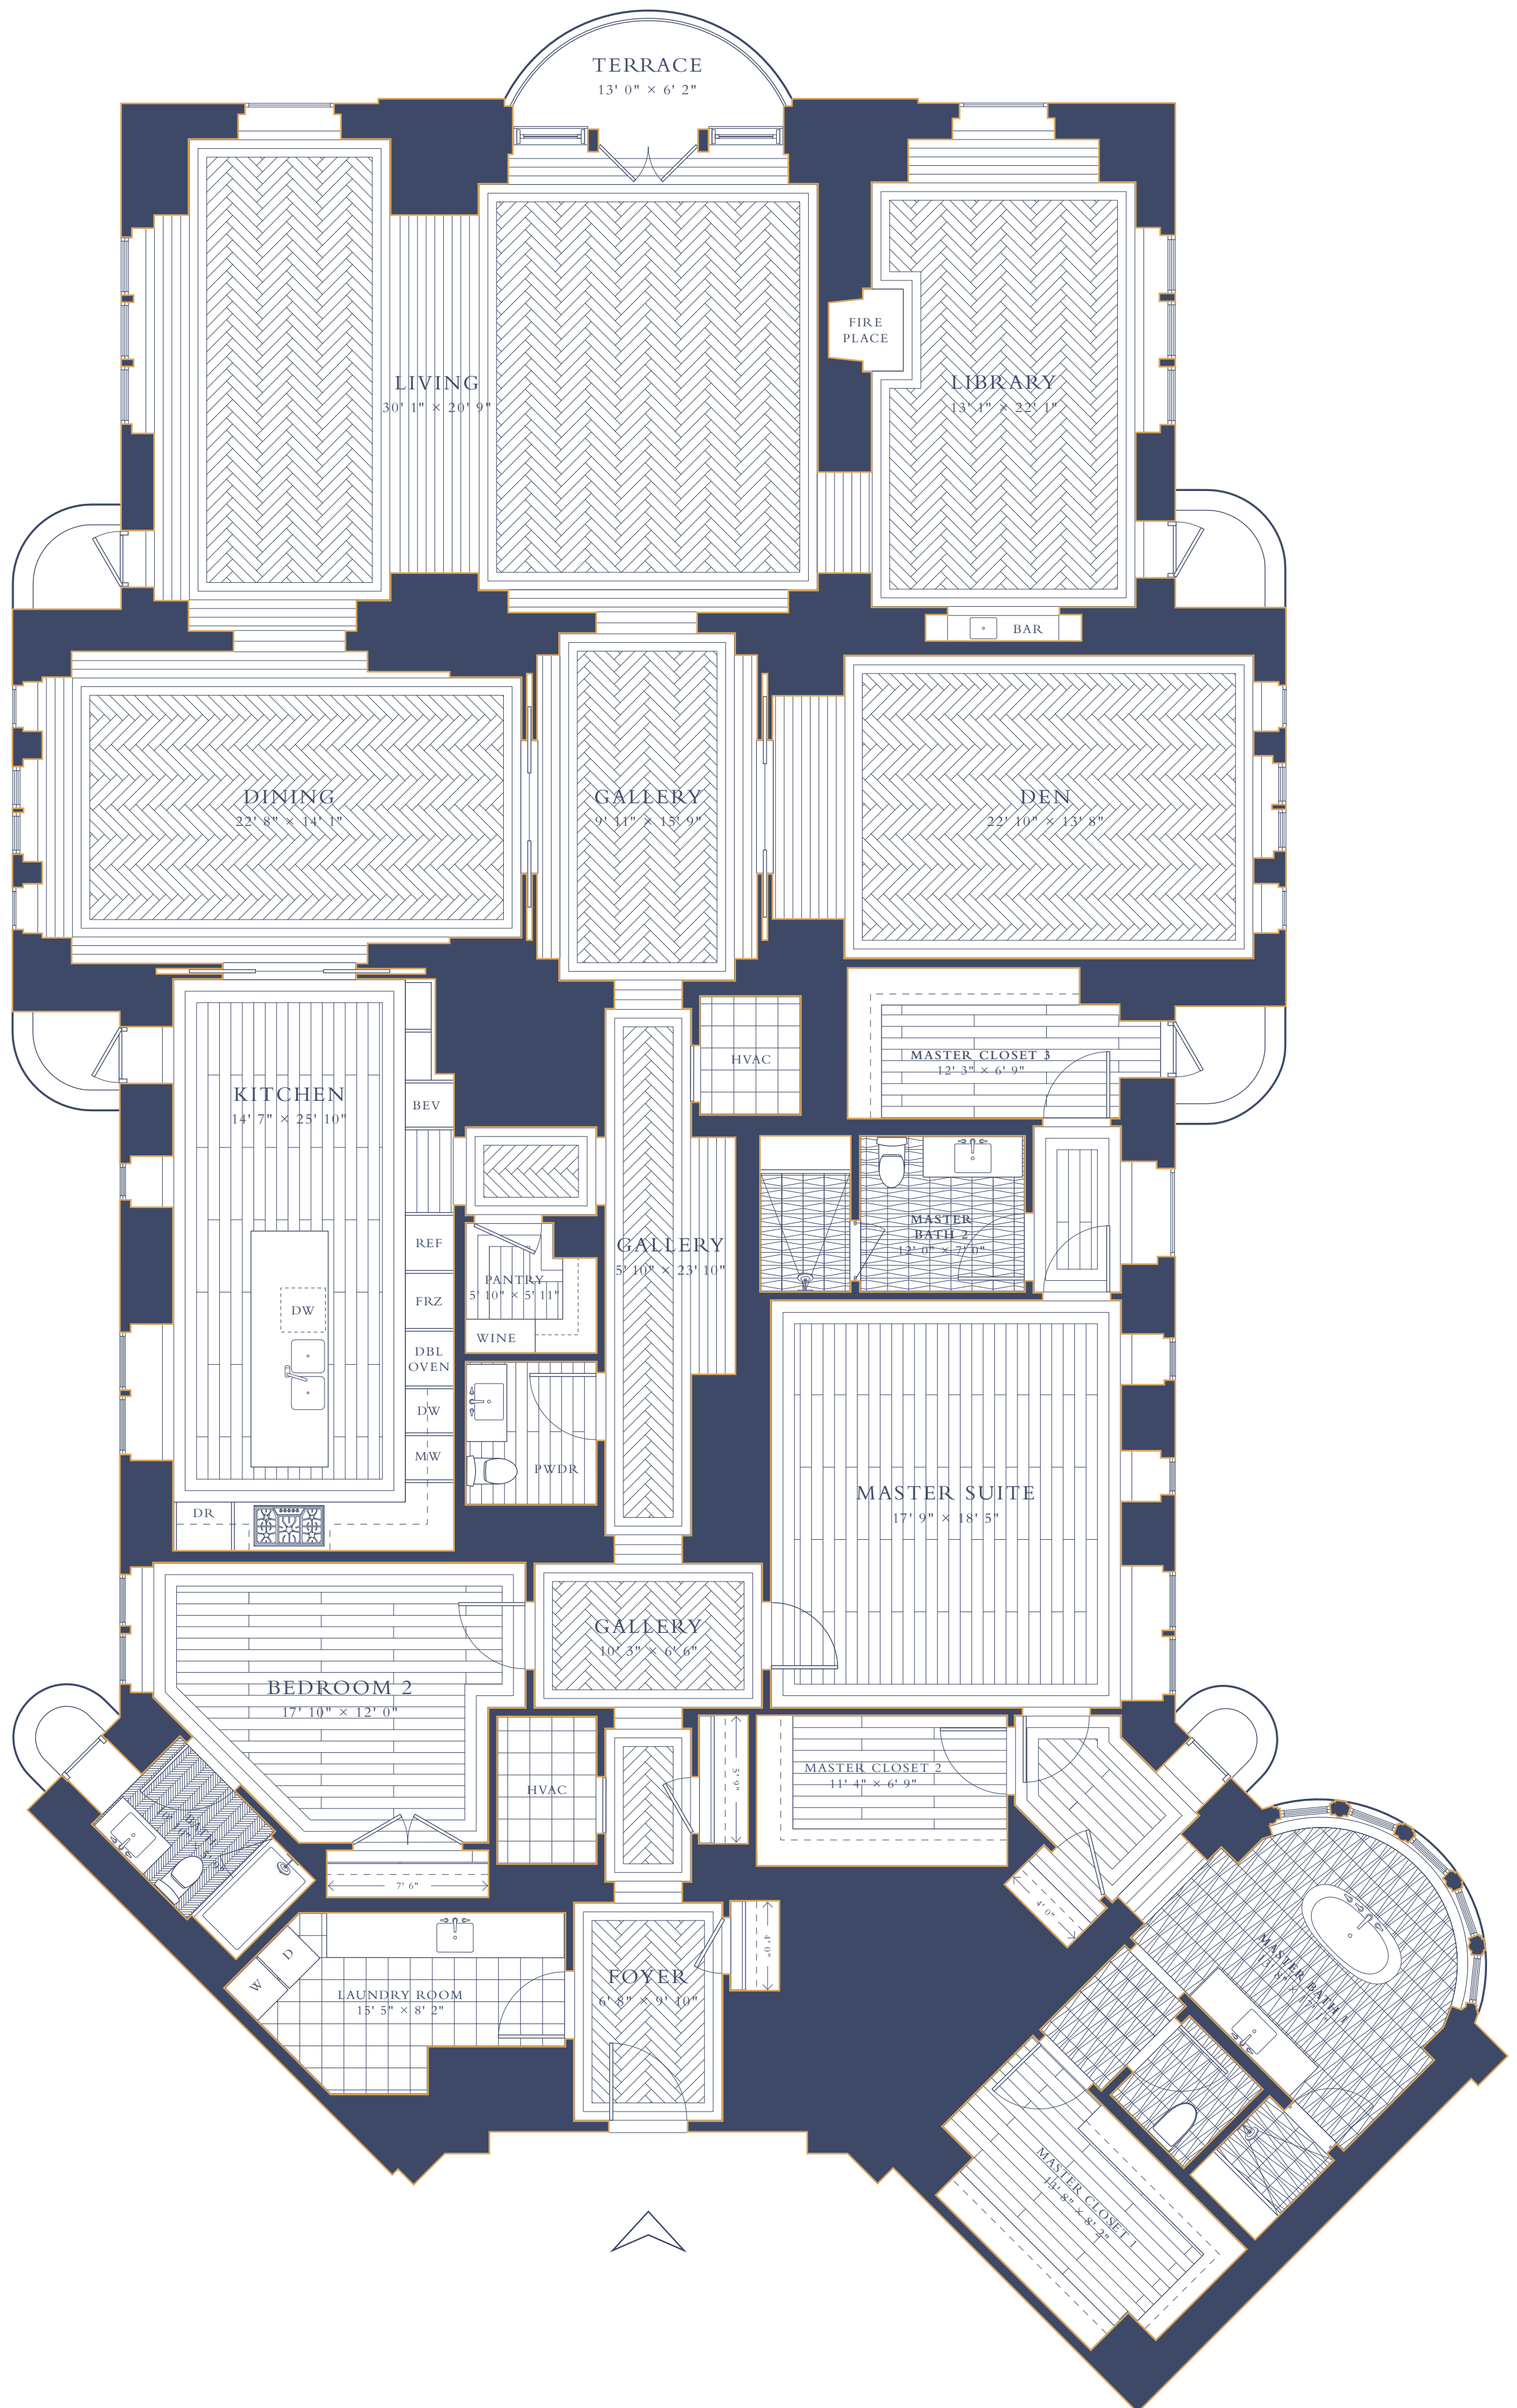 TERRACE
13' 0" × 6' 2"
FIRE
PLACE
LIVING
30' 1" × 20' 9"
LIBRARY
13' 1" × 22' 1"
BAR
DINING
22' 8" × 14' 1"
GALLERY
9' 11" × 15' 9"
DEN
22' 10" × 13' 8"
HVAC
MASTER CLOSET 3
12' 3" × 6' 9"
KITCHEN
14' 7" × 25' 10"
BEV
MASTER
BATH 2
12' 0" × 7' 0"
REF
GALLERY
5' 10" × 23' 10"
PANTRY
5' 10" × 5' 11"
FRZ
DW
WINE
DBL
OVEN
DW
MW
PWDR
DR
MASTER SUITE
17' 9" × 18' 5"
GALLERY
10' 3" × 6' 6"
BEDROOM 2
17' 10" × 12' 0"
HVAC
5' 9"
MASTER CLOSET 2
11' 4" × 6' 9"
BATH
7' 6"
4' 0"
4' 0"
D
W
LAUNDRY ROOM
15' 5" × 8' 2"
FOYER
6' 8" × 9' 10"
MASTER BATH 1
MASTER CLOSET 1
13' 8" × 8' 2"